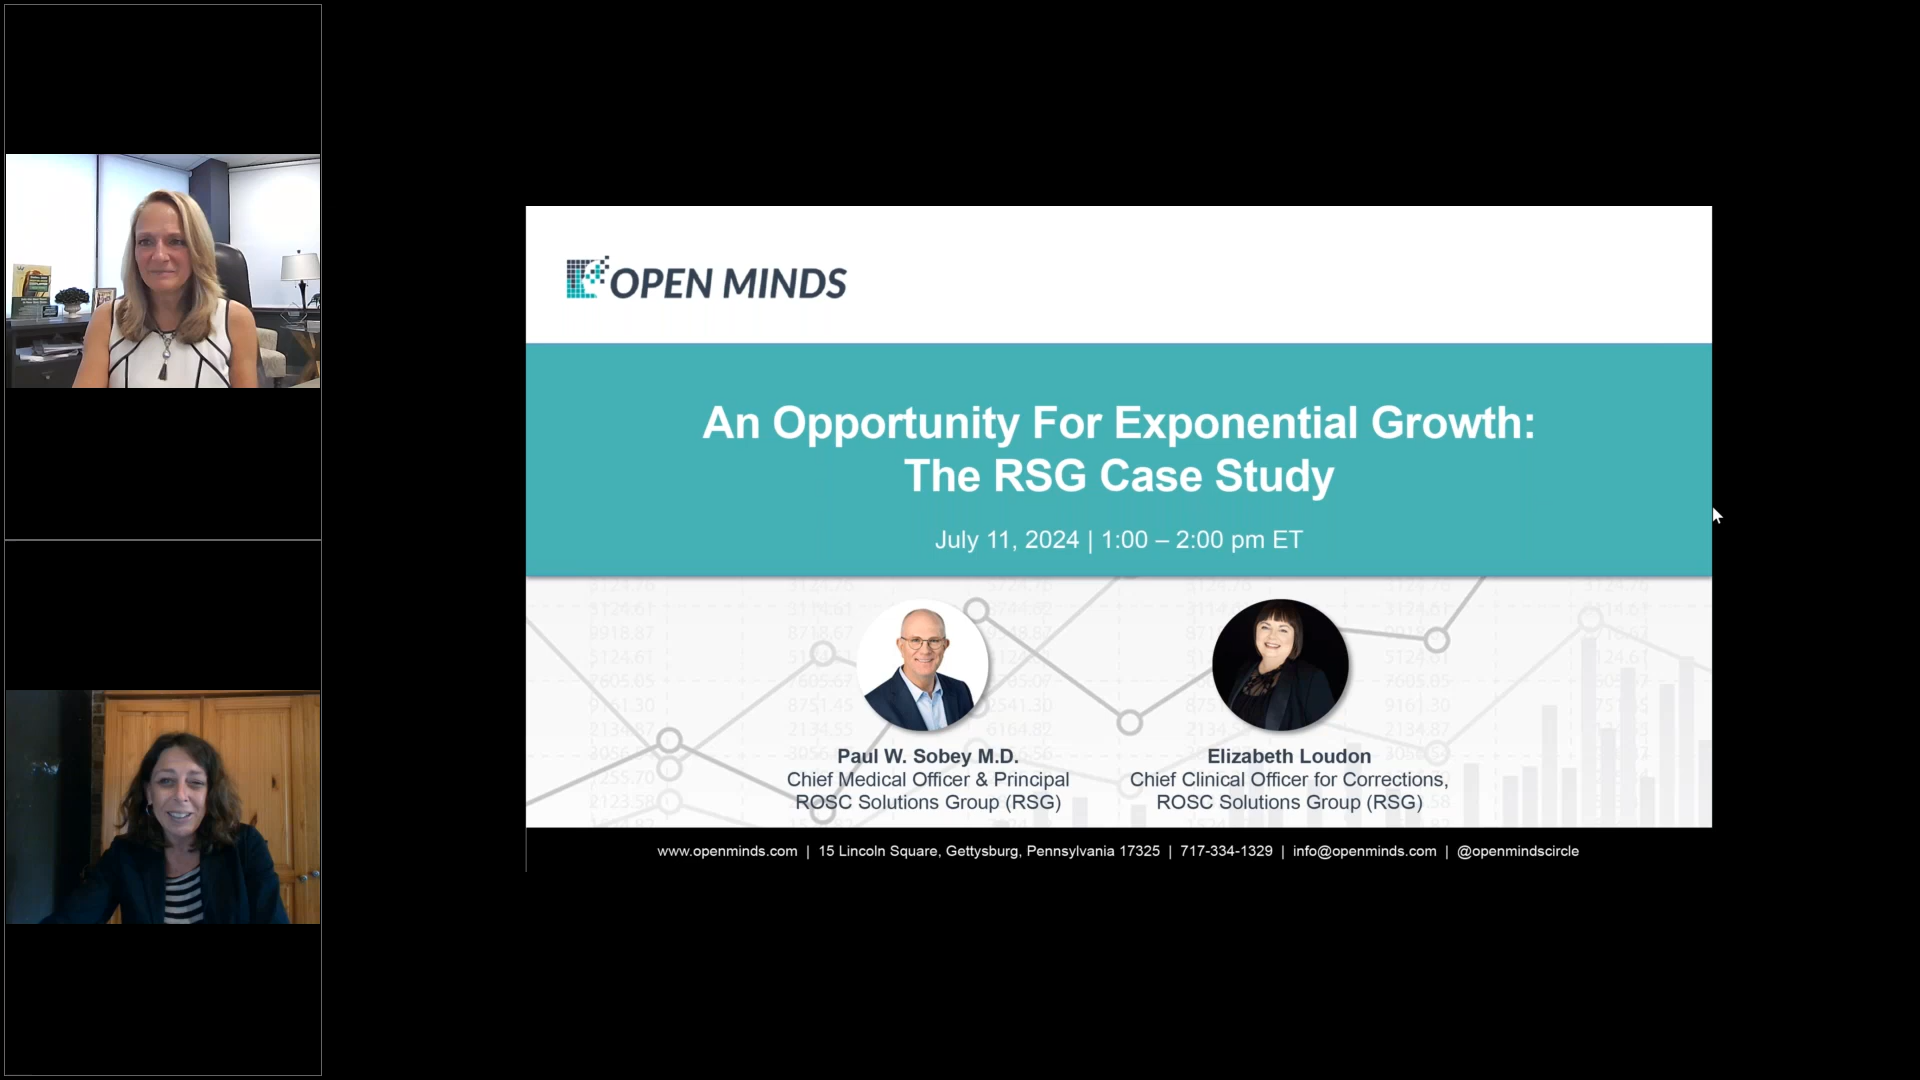 OPEN MINDS
An Opportunity For Exponential Growth:
The RSG Case Study
July 11, 2024 | 1:00 – 2:00 pm ET
Paul W. Sobey M.D.
Chief Medical Officer & Principal
ROSC Solutions Group (RSG)
Elizabeth Loudon
Chief Clinical Officer for Corrections,
ROSC Solutions Group (RSG)
www.openminds.com | 15 Lincoln Square, Gettysburg, Pennsylvania 17325 | 717-334-1329 | info@openminds.com | @openmindscircle